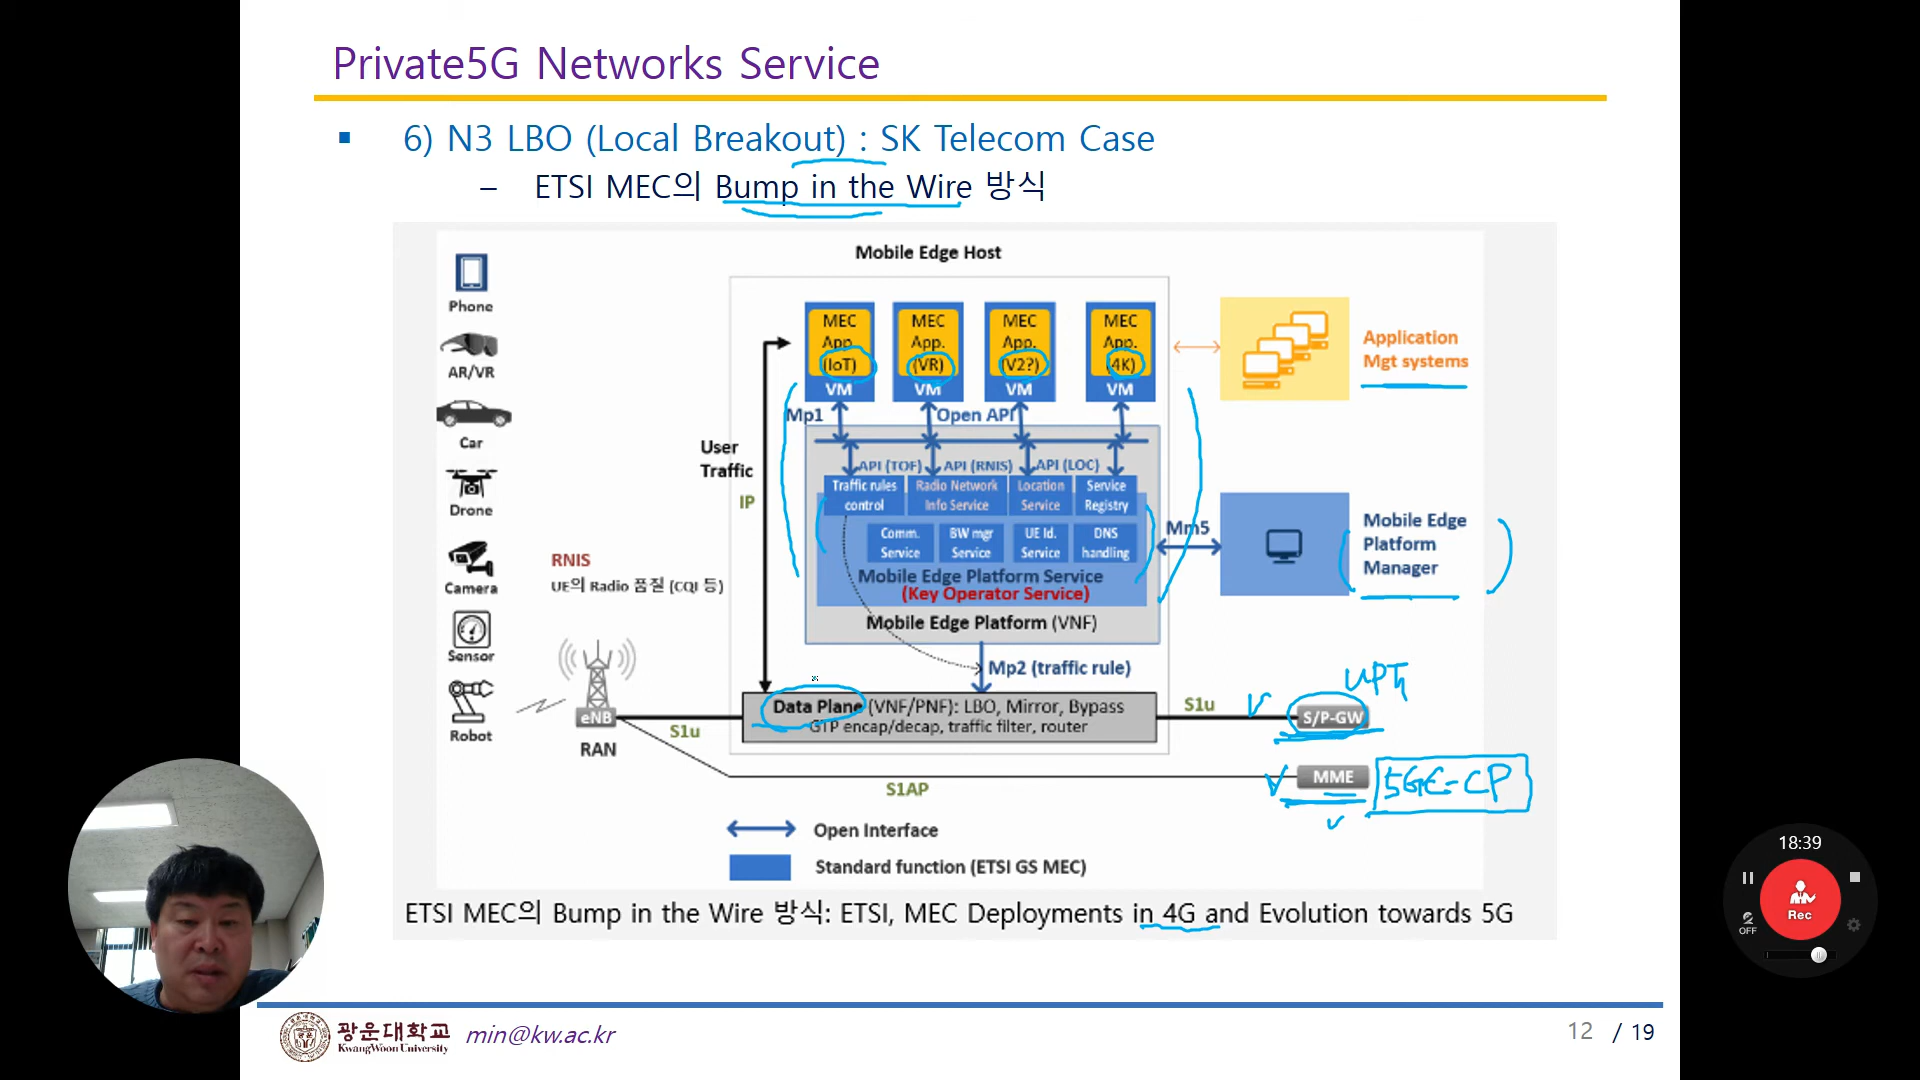 Private5G Networks Service
▪ 6) N3 LBO (Local Breakout) : SK Telecom Case
– ETSI MEC의 Bump in the Wire 방식
Mobile Edge Host
Phone
AR/VR
Car
Drone
Camera
Sensor
Robot
MEC App. (IoT)
VM
MEC App. (VR)
VM
MEC App. (V2?)
VM
MEC App. (4K)
VM
Application Mgt systems
Mp1
Open API
User Traffic
IP
API (TOF)
API (RNIS)
API (LOC)
Traffic rules control
Radio Network Info Service
Location Service
Service Registry
Comm. Service
BW mgr Service
UE Id. Service
DNS handling
Mobile Edge Platform Service
(Key Operator Service)
Mobile Edge Platform (VNF)
Mm5
Mobile Edge Platform Manager
RNIS
UE의 Radio 품질 (CQI 등)
Mp2 (traffic rule)
Data Plane (VNF/PNF): LBO, Mirror, Bypass
GTP encap/decap, traffic filter, router
eNB
RAN
S1u
S1u
UPF
S/P-GW
MME
5GC-CP
S1AP
Open Interface
Standard function (ETSI GS MEC)
ETSI MEC의 Bump in the Wire 방식: ETSI, MEC Deployments in 4G and Evolution towards 5G
광운대학교
KwangWoon University
min@kw.ac.kr
12 / 19
18:39
Rec
OFF